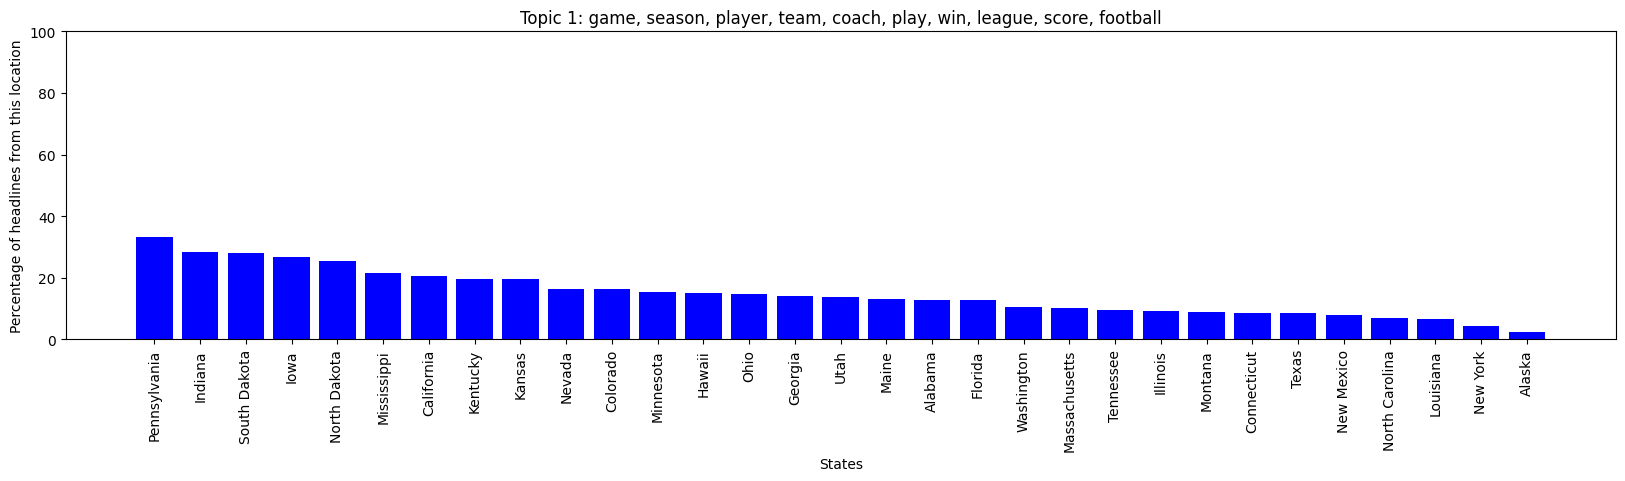 Topic 1: game, season, player, team, coach, play, win, league, score, football
Percentage of headlines from this location
100
80
60
40
20
0
Pennsylvania
Indiana
South Dakota
Iowa
North Dakota
Mississippi
California
Kentucky
Kansas
Nevada
Colorado
Minnesota
Hawaii
Ohio
Georgia
Utah
Maine
Alabama
Florida
Washington
Massachusetts
Tennessee
Illinois
Montana
Connecticut
Texas
New Mexico
North Carolina
Louisiana
New York
Alaska
States